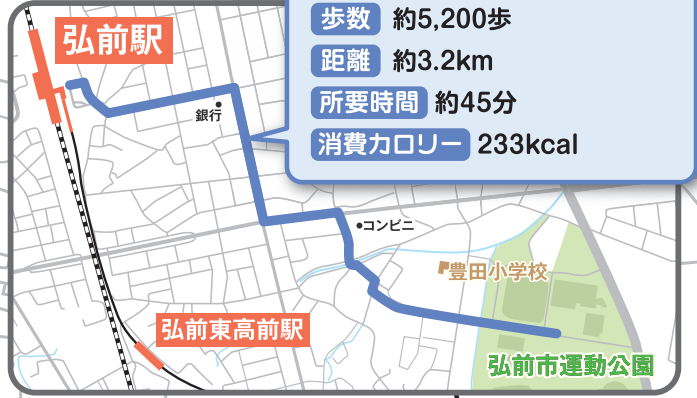 弘前駅
歩数 約5,200歩
距離 約3.2km
所要時間 約45分
消費カロリー 233kcal
銀行
コンビニ
豊田小学校
弘前東高前駅
弘前市運動公園